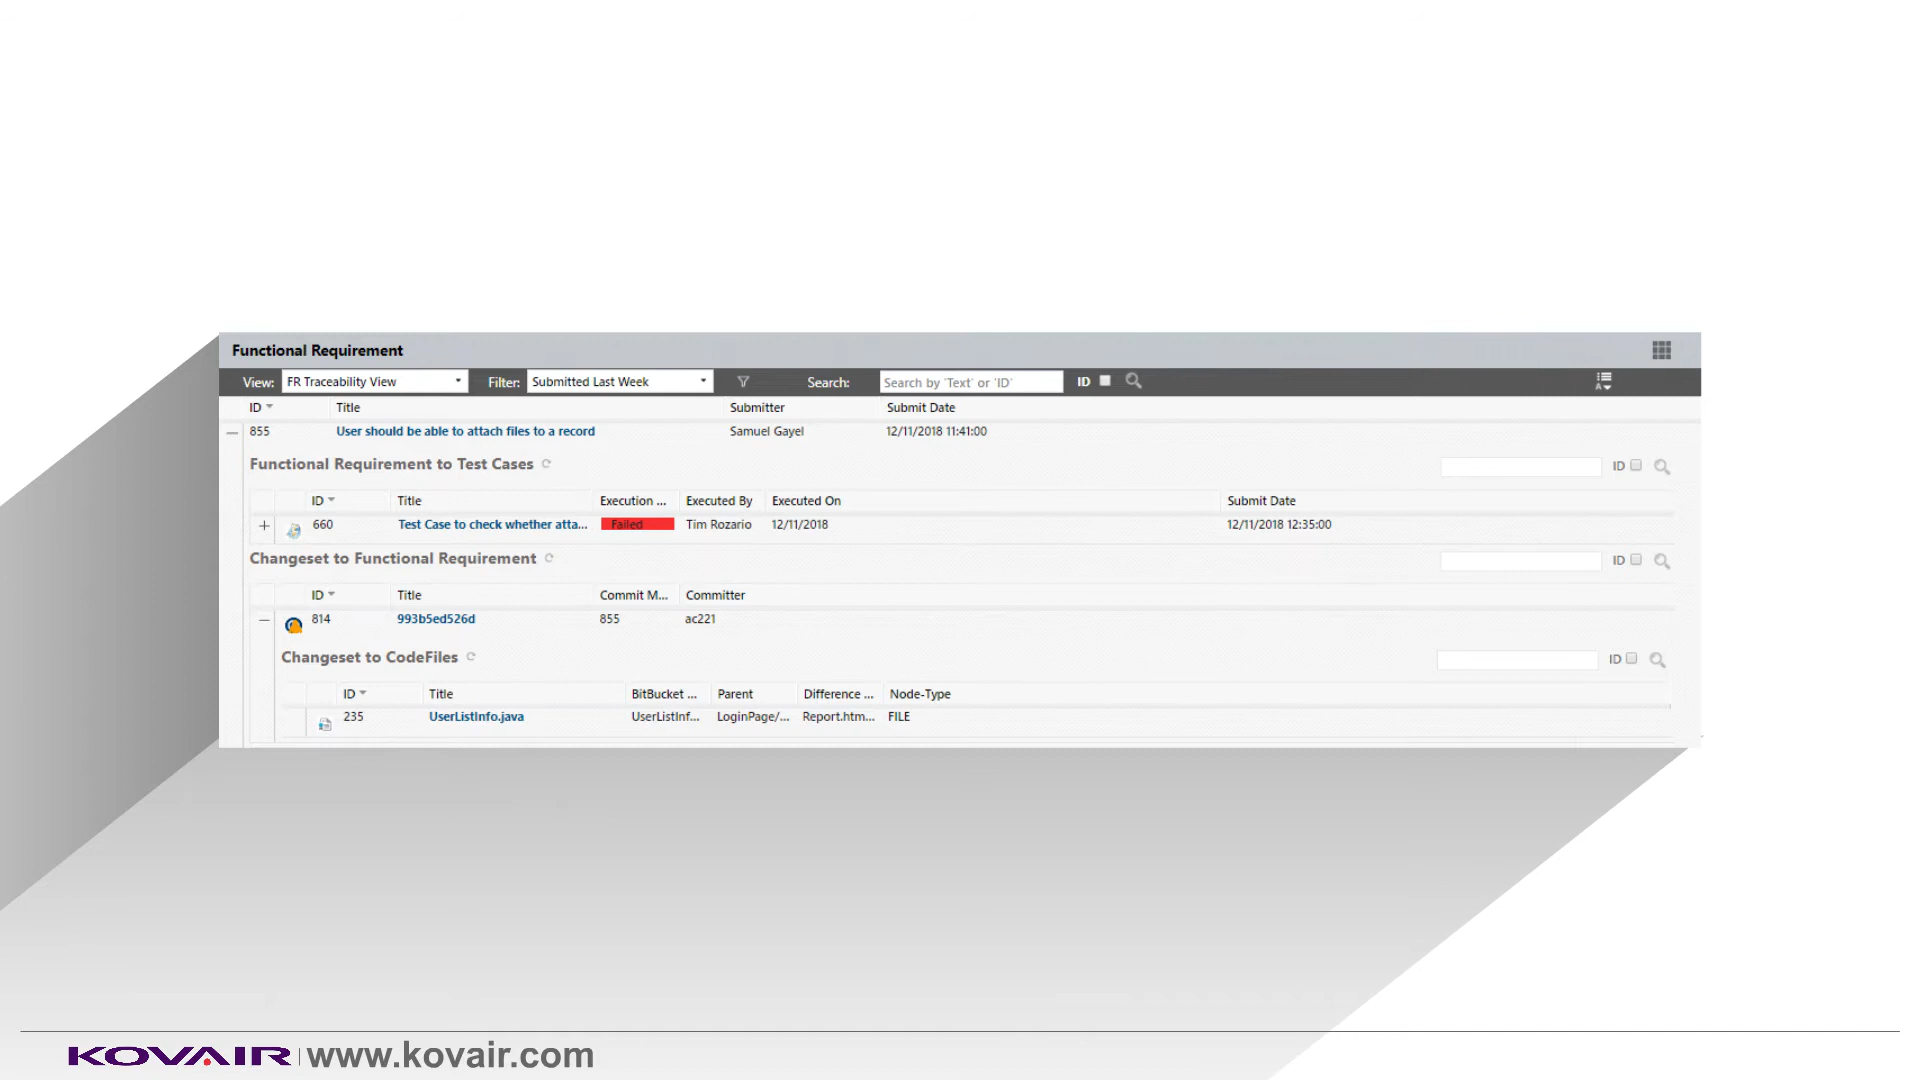 Functional Requirement
View: FR Traceability View Filter: Submitted Last Week Search: Search by 'Text' or 'ID' ID
ID Title Submitter Submit Date
855 User should be able to attach files to a record Samuel Gayel 12/11/2018 11:41:00
Functional Requirement to Test Cases ID
ID Title Execution ... Executed By Executed On Submit Date
660 Test Case to check whether atta... Failed Tim Rozario 12/11/2018 12/11/2018 12:35:00
Changeset to Functional Requirement ID
ID Title Commit M... Committer
814 993b5ed526d 855 ac221
Changeset to CodeFiles ID
ID Title BitBucket ... Parent Difference ... Node-Type
235 UserListInfo.java UserListInf... LoginPage/... Report.htm... FILE
KOVAIR www.kovair.com